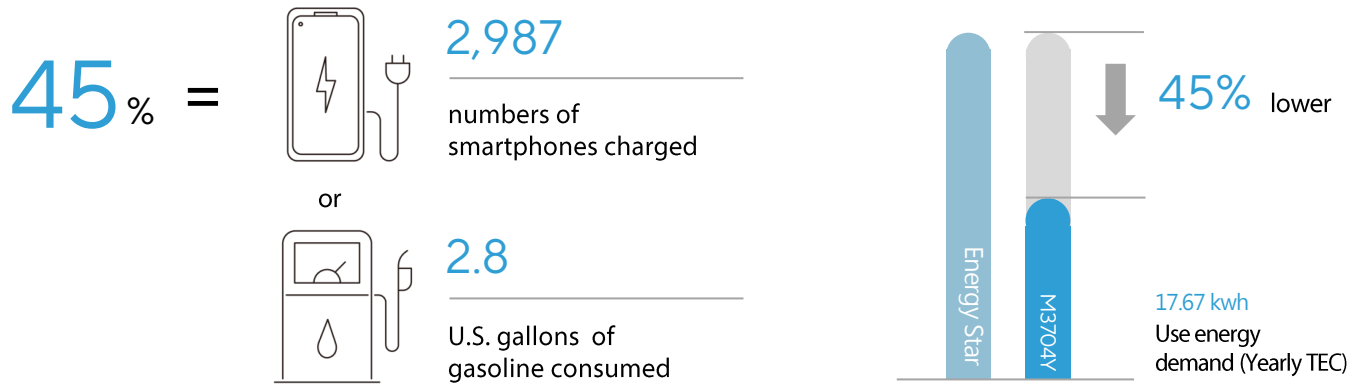 45 % =
2,987
numbers of
smartphones charged
or
2.8
U.S. gallons of
gasoline consumed
Energy Star
M3704Y
45% lower
17.67 kwh
Use energy
demand (Yearly TEC)